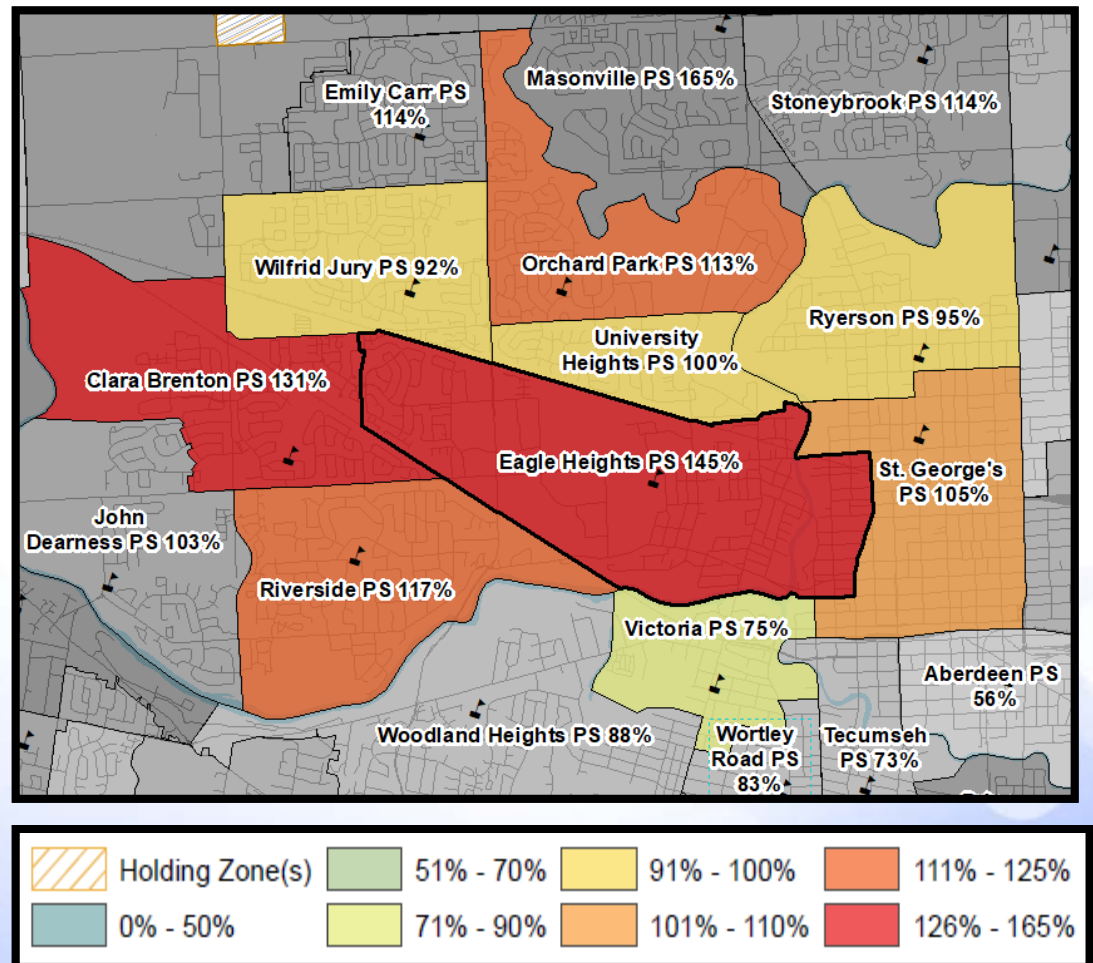 Emily Carr PS
114%
Masonville PS 165%
Stoneybrook PS 114%
Wilfrid Jury PS 92%
Orchard Park PS 113%
Ryerson PS 95%
University
Heights PS 100%
Clara Brenton PS 131%
Eagle Heights PS 145%
St. George's
PS 105%
John
Dearness PS 103%
Riverside PS 117%
Victoria PS 75%
Aberdeen PS
56%
Woodland Heights PS 88%
Wortley
Road PS
83%
Tecumseh
PS 73%
Holding Zone(s)
51% - 70%
91% - 100%
111% - 125%
0% - 50%
71% - 90%
101% - 110%
126% - 165%